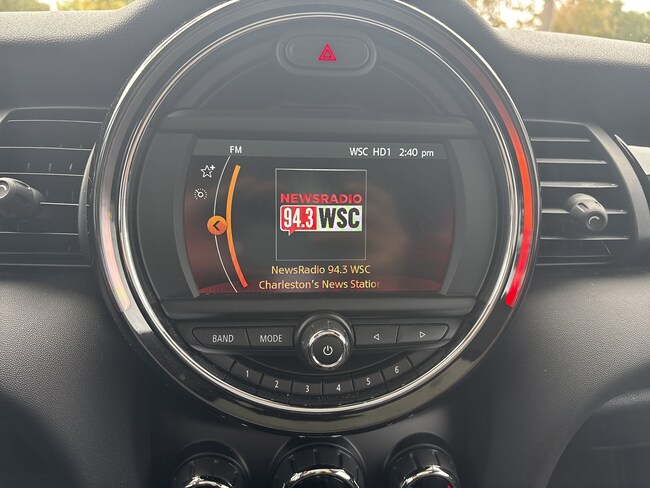 FM WSC HD1 2:40 pm
NEWSRADIO
94.3 WSC
NewsRadio 94.3 WSC
Charleston's News Station
BAND MODE
1 2 3 4 5 6